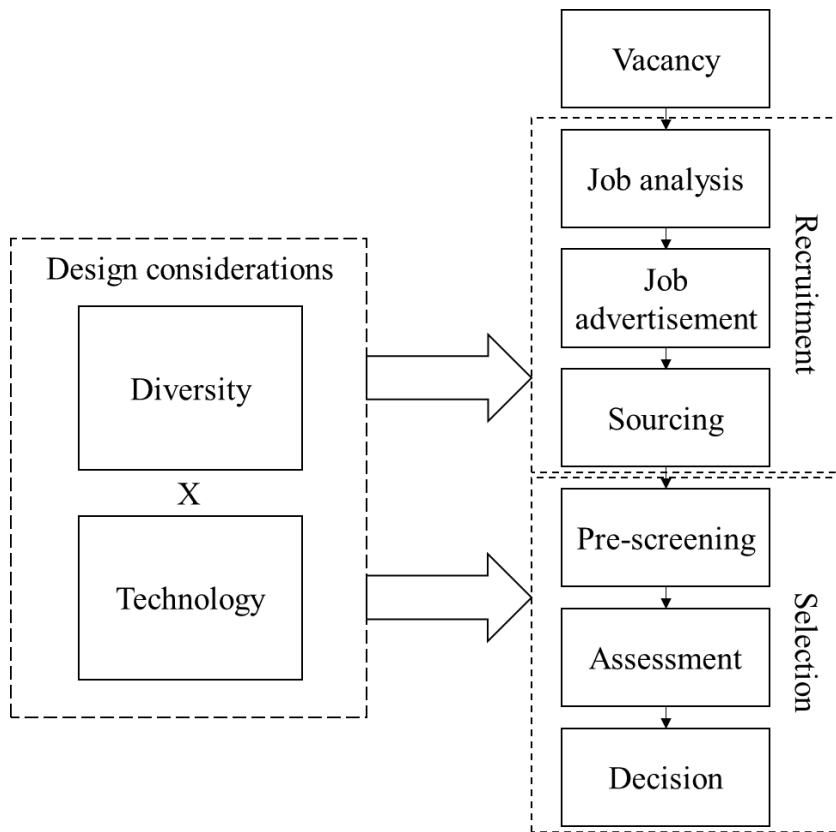 Vacancy
Job analysis
Job
advertisement
Sourcing
Recruitment
Design considerations
Diversity
X
Technology
Pre-screening
Assessment
Decision
Selection